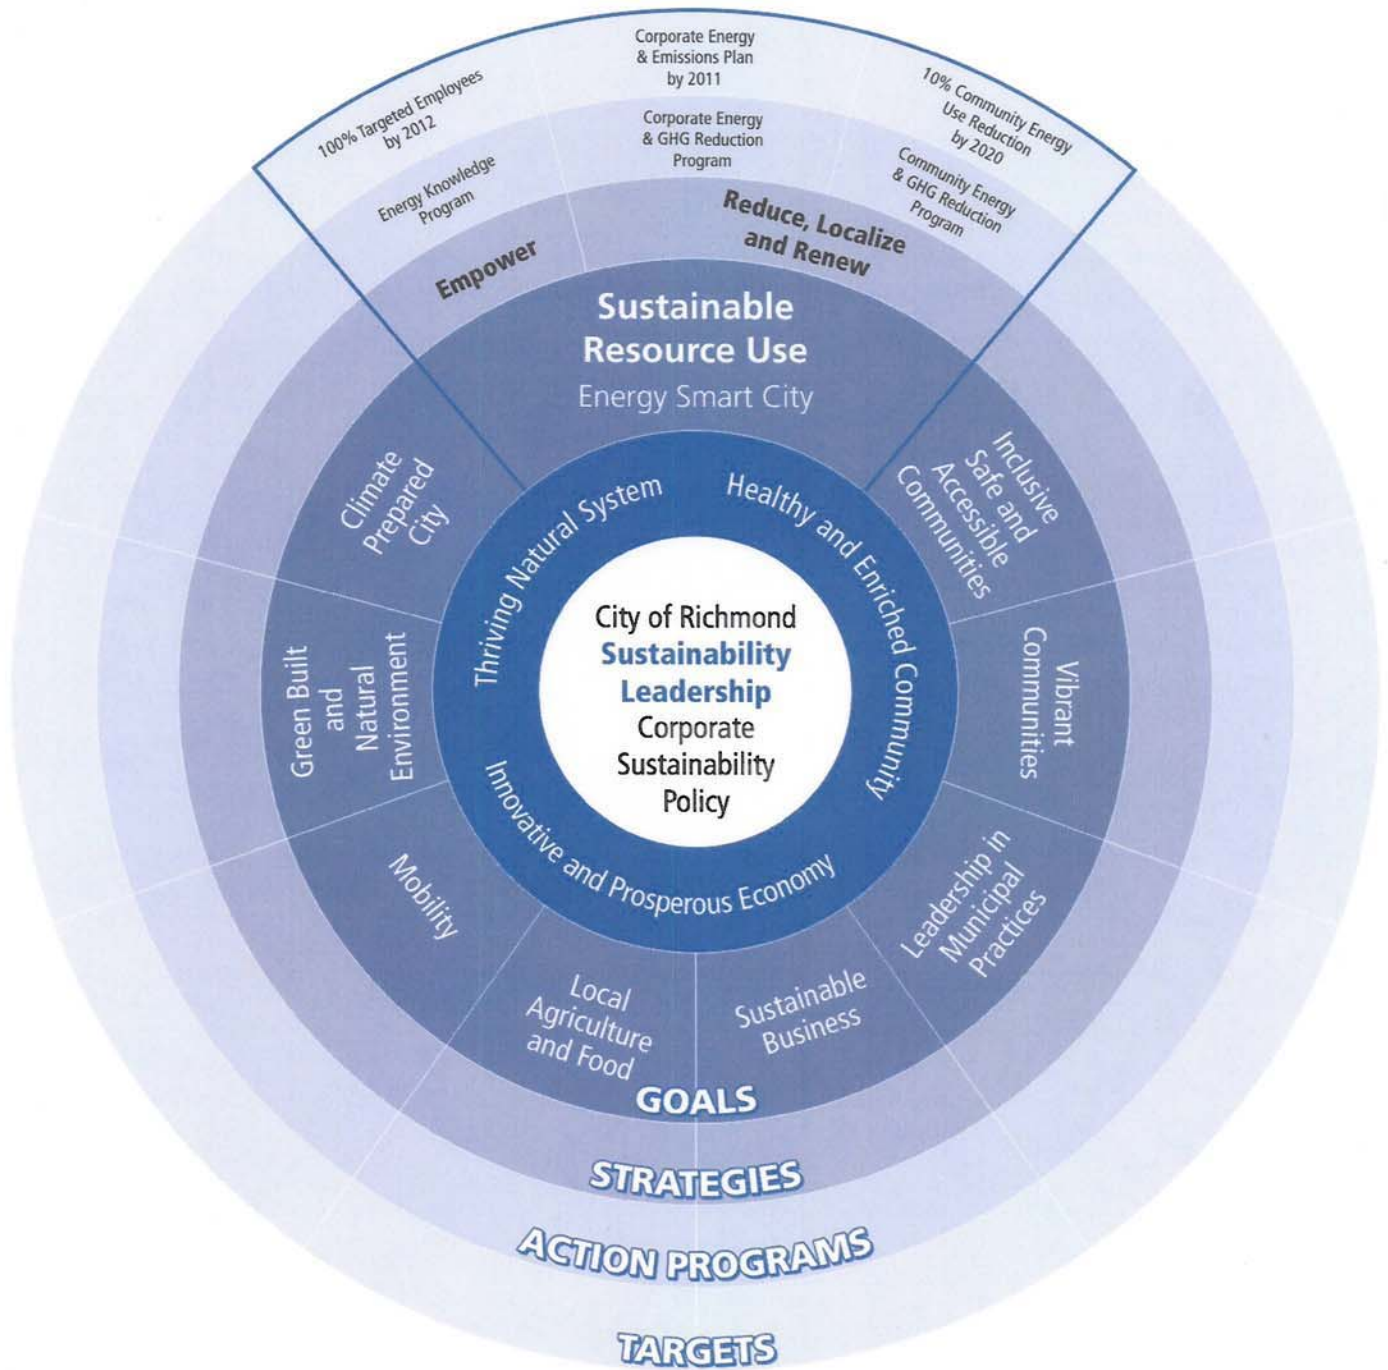 100% Targeted Employees
by 2012
Corporate Energy
& Emissions Plan
by 2011
10% Community Energy
Use Reduction
by 2020
Energy Knowledge
Program
Corporate Energy
& GHG Reduction
Program
Community Energy
& GHG Reduction
Program
Empower
Reduce, Localize
and Renew
Sustainable
Resource Use
Energy Smart City
Climate
Prepared
City
Inclusive
Safe and
Accessible
Communities
Green Built
and
Natural
Environment
Vibrant
Communities
Mobility
Leadership in
Municipal
Practices
Local
Agriculture
and Food
Sustainable
Business
Thriving Natural System
Healthy and Enriched Community
Innovative and Prosperous Economy
City of Richmond
Sustainability
Leadership
Corporate
Sustainability
Policy
GOALS
STRATEGIES
ACTION PROGRAMS
TARGETS